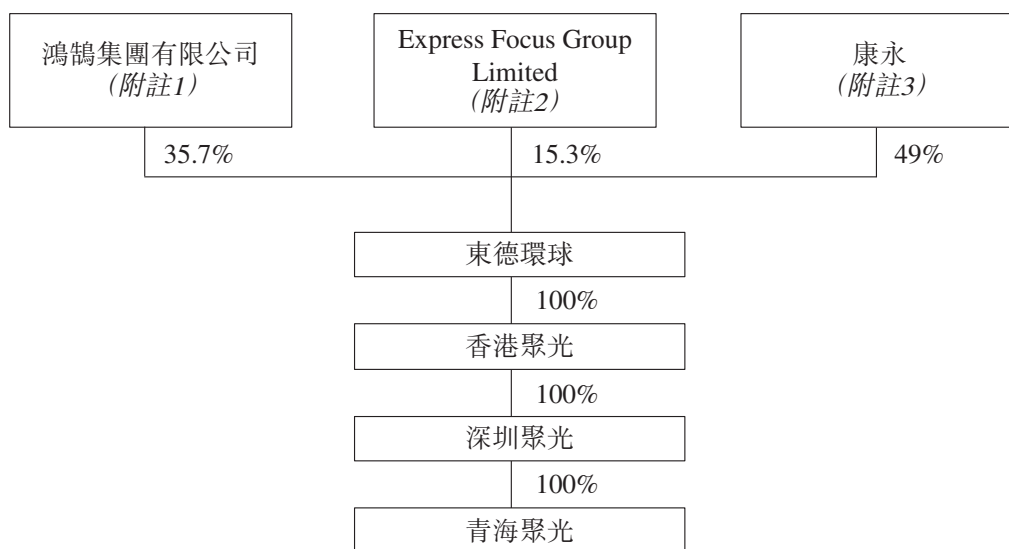 鴻鵠集團有限公司
(附註1)
Express Focus Group
Limited
(附註2)
康永
(附註3)
35.7%
15.3%
49%
東德環球
100%
香港聚光
100%
深圳聚光
100%
青海聚光